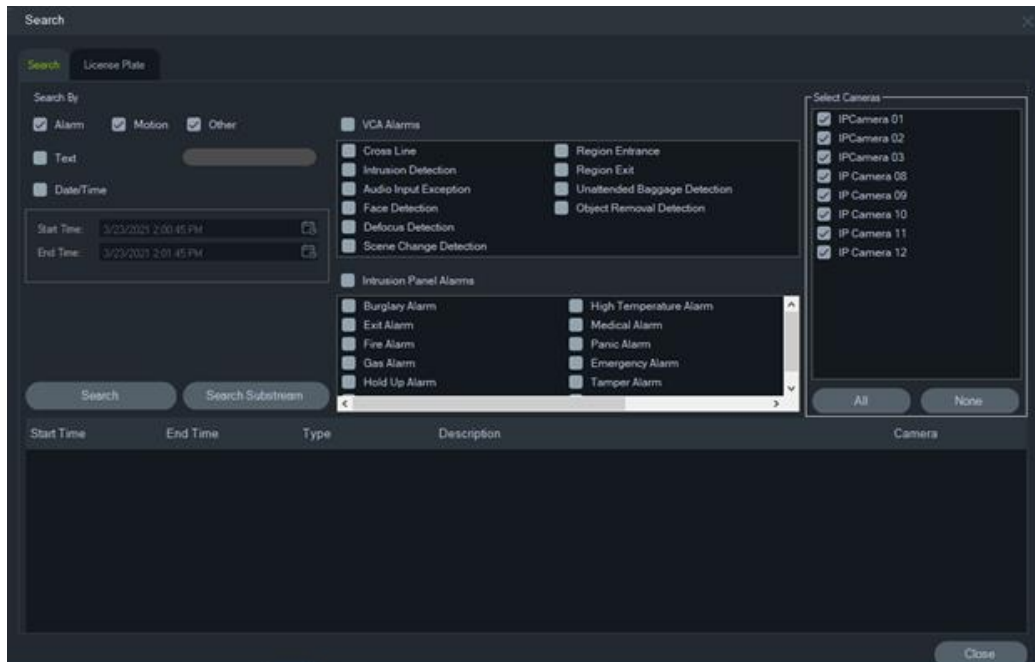 Search
Search License Plate
Search By
Alarm Motion Other
Text
Date/Time
Start Time: 3/23/2021 2:00:45 PM
End Time: 3/23/2021 2:01:45 PM
Search Search Substream
VCA Alarms
Cross Line Region Entrance
Intrusion Detection Region Exit
Audio Input Exception Unattended Baggage Detection
Face Detection Object Removal Detection
Defocus Detection
Scene Change Detection
Intrusion Panel Alarms
Burglary Alarm High Temperature Alarm
Exit Alarm Medical Alarm
Fire Alarm Panic Alarm
Gas Alarm Emergency Alarm
Hold Up Alarm Tamper Alarm
Select Cameras
IPCamera 01
IPCamera 02
IPCamera 03
IP Camera 08
IP Camera 09
IP Camera 10
IP Camera 11
IP Camera 12
All None
Start Time End Time Type Description Camera
Close